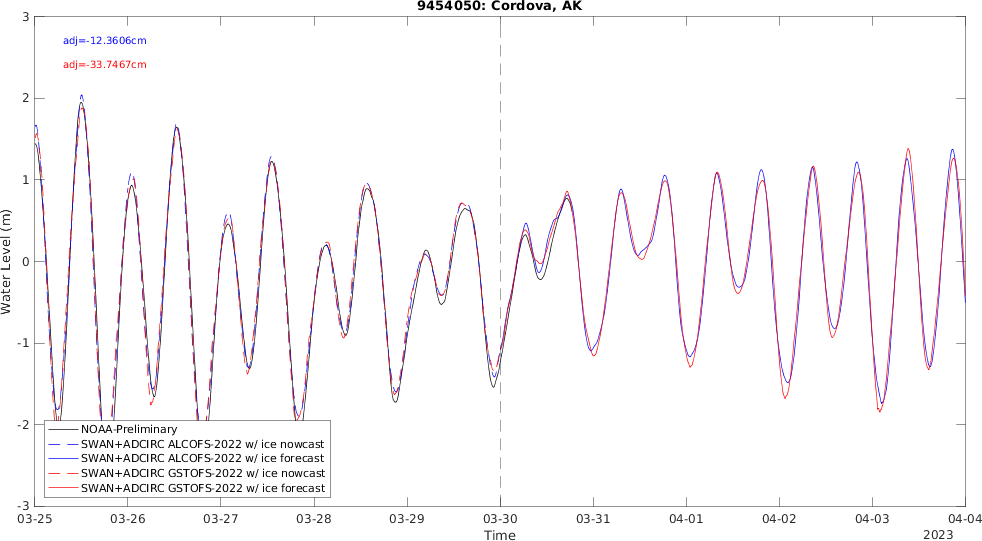 9454050: Cordova, AK
adj=-12.3606cm
adj=-33.7467cm
3
2
1
0
-1
-2
-3
Water Level (m)
NOAA-Preliminary
SWAN+ADCIRC ALCOFS-2022 w/ ice nowcast
SWAN+ADCIRC ALCOFS-2022 w/ ice forecast
SWAN+ADCIRC GSTOFS-2022 w/ ice nowcast
SWAN+ADCIRC GSTOFS-2022 w/ ice forecast
03-25 03-26 03-27 03-28 03-29 03-30 03-31 04-01 04-02 04-03 04-04
Time
2023